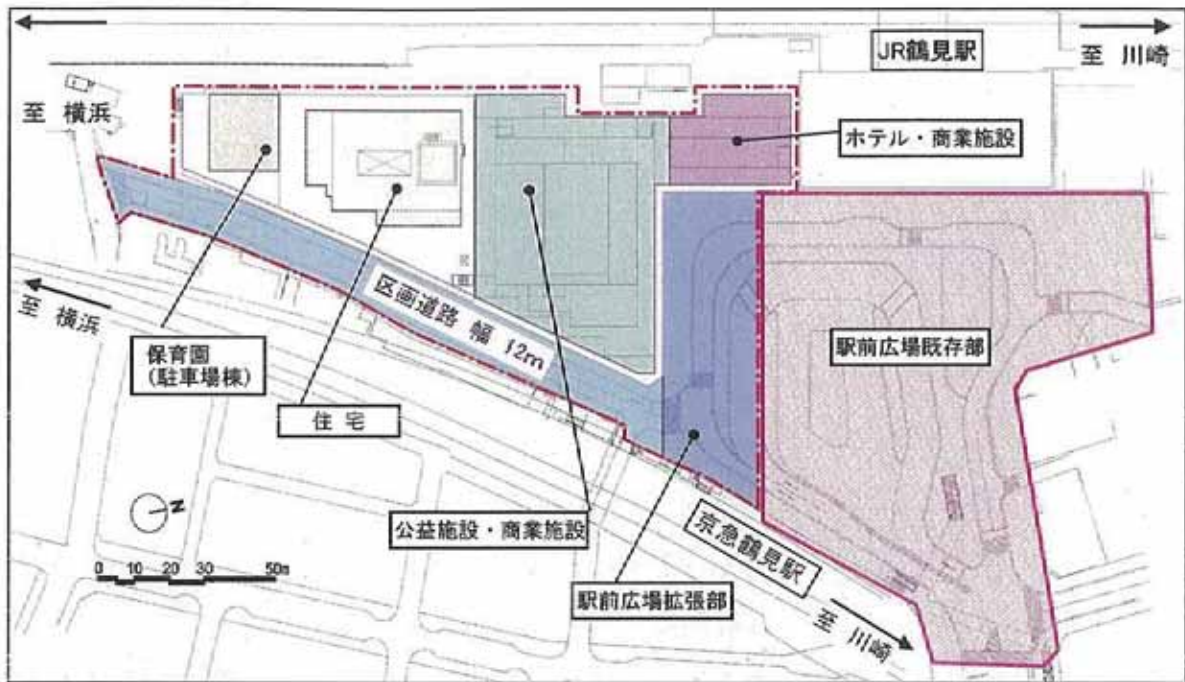 JR鶴見駅
至 川崎
至 横浜
ホテル・商業施設
区画道路 幅 12m
至 横浜
駅前広場既存部
保育園
(駐車場棟)
住 宅
N
公益施設・商業施設
京急鶴見駅
0 10 20 30 50m
駅前広場拡張部
至 川崎